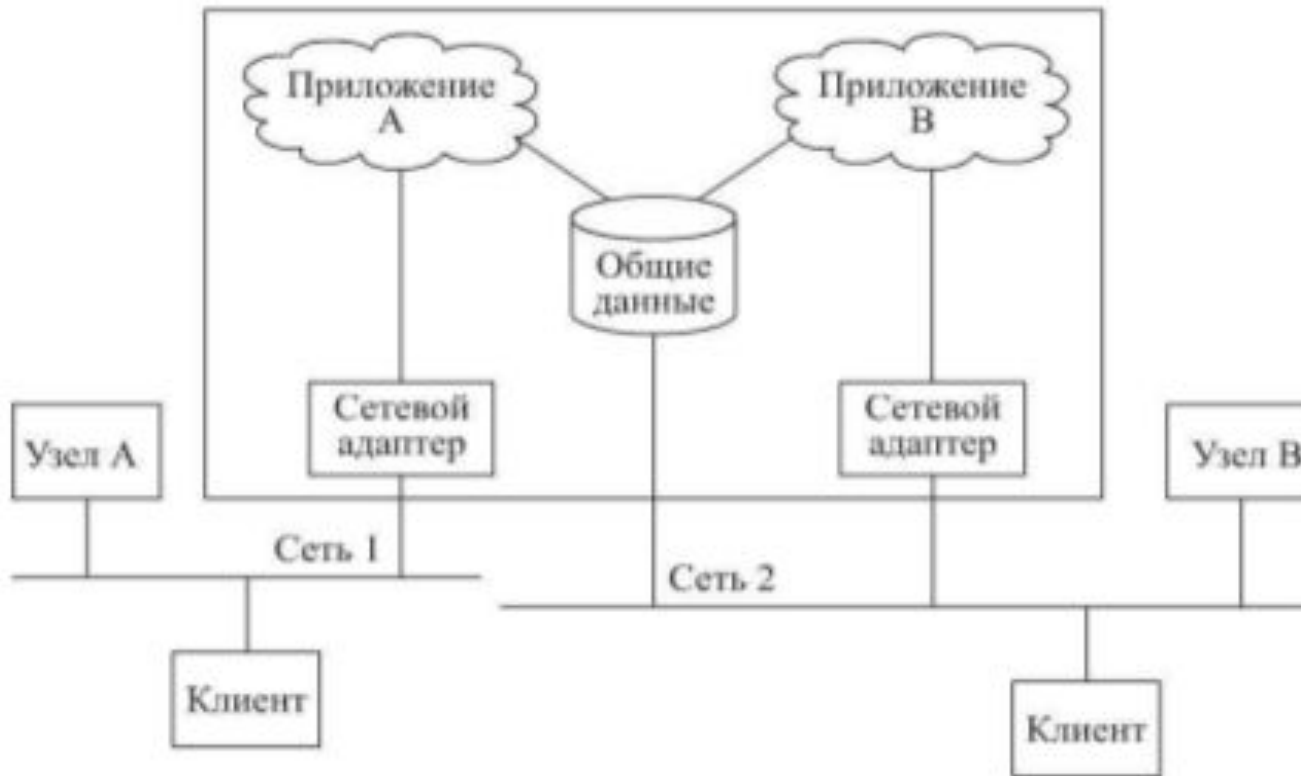 Приложение
А
Приложение
В
Общие
данные
Сетевой
адаптер
Сетевой
адаптер
Узел А
Узел В
Сеть 1
Сеть 2
Клиент
Клиент